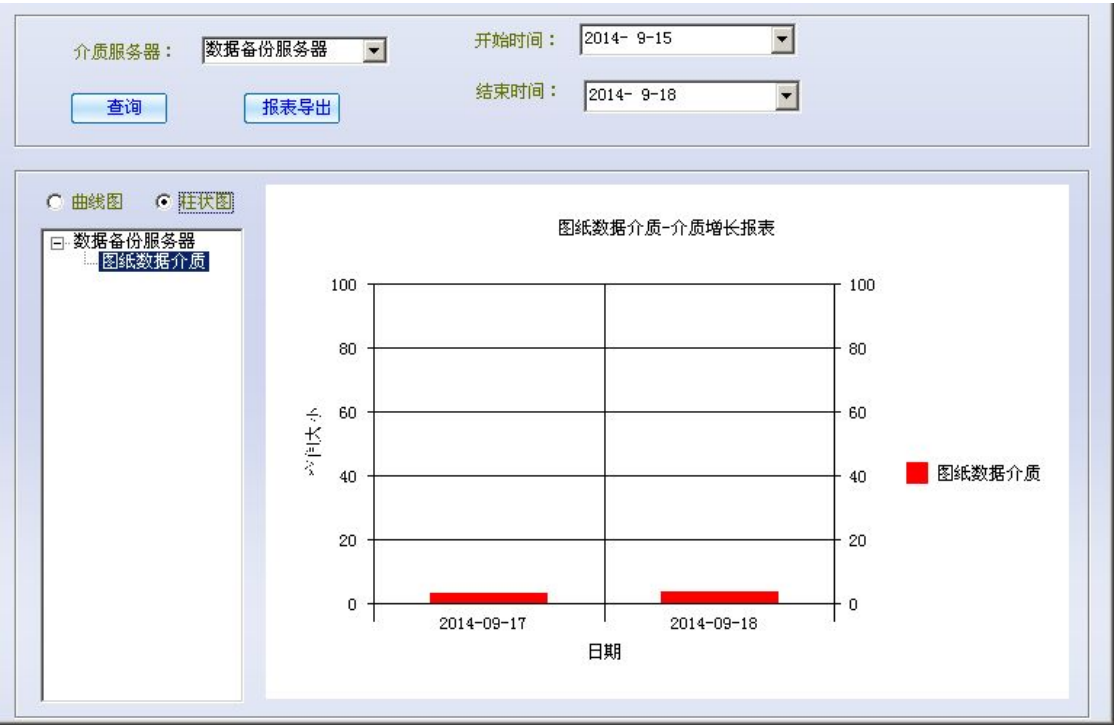 介质服务器： 数据备份服务器 开始时间： 2014- 9-15
查询 报表导出 结束时间： 2014- 9-18
曲线图 柱状图
数据备份服务器
图纸数据介质
图纸数据介质-介质增长报表
100 100
80 80
60 60
40 40
20 20
0 0
空间大小
图纸数据介质
2014-09-17 2014-09-18
日期